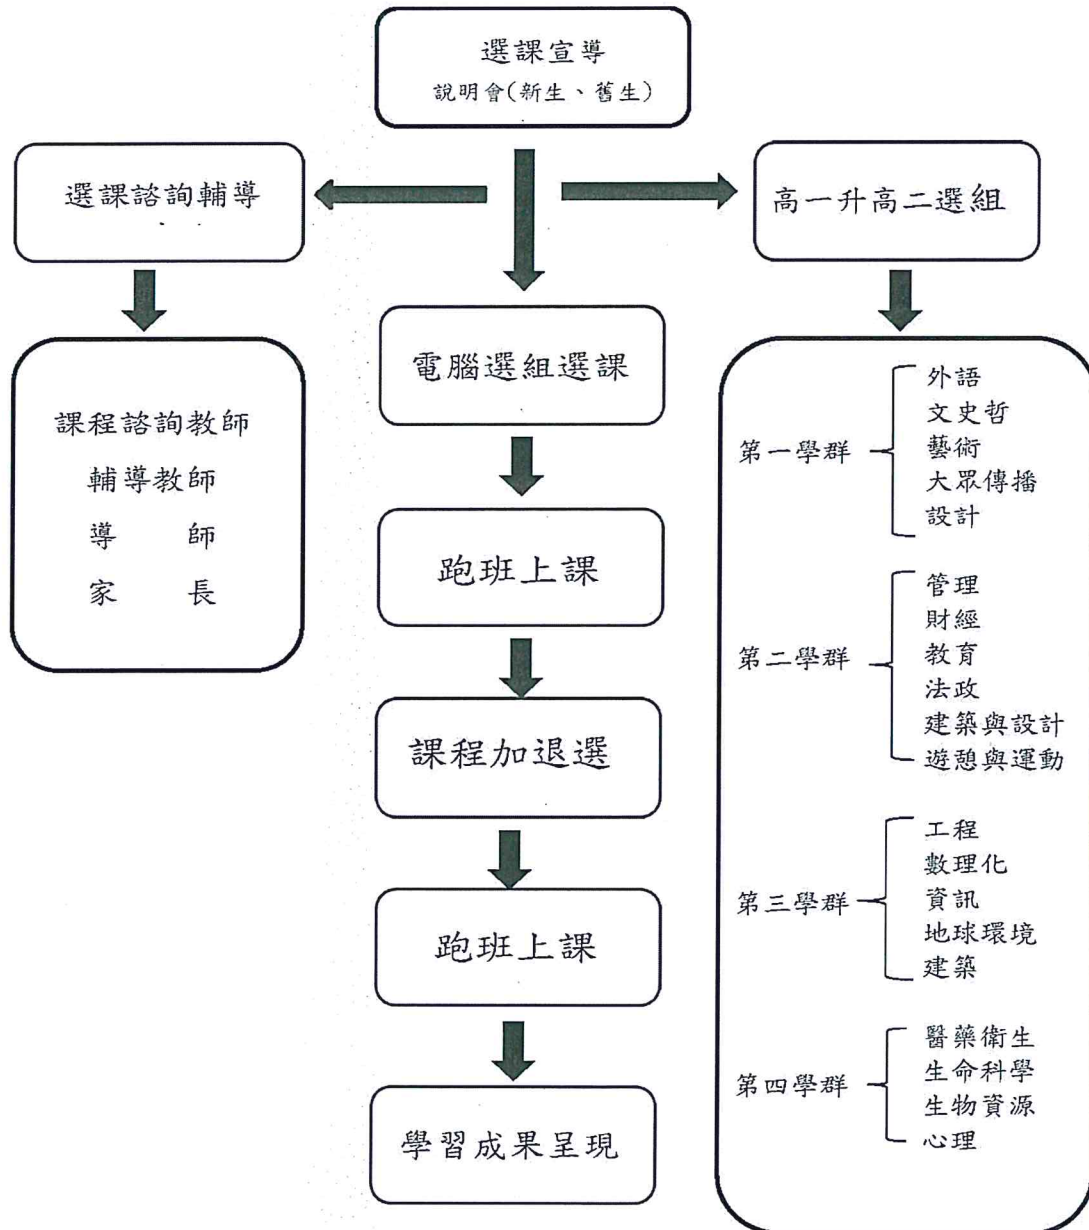 選課宣導
說明會(新生、舊生)
選課諮詢輔導
高一升高二選組
課程諮詢教師
輔導教師
導 師
家 長
電腦選組選課
跑班上課
課程加退選
跑班上課
學習成果呈現
第一學群
外語
文史哲
藝術
大眾傳播
設計
第二學群
管理
財經
教育
法政
建築與設計
遊憩與運動
第三學群
工程
數理化
資訊
地球環境
建築
第四學群
醫藥衛生
生命科學
生物資源
心理